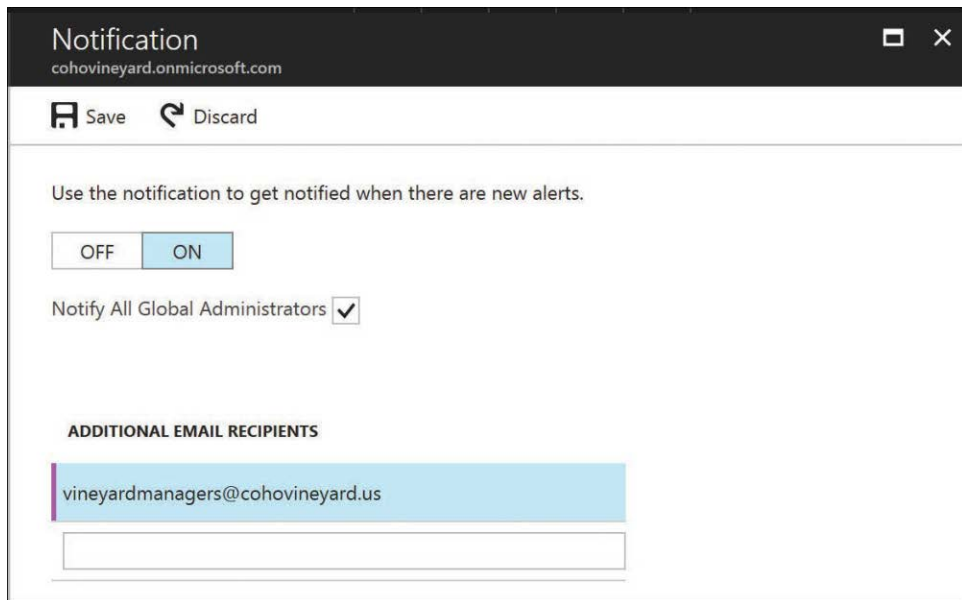 Notification
cohovineyard.onmicrosoft.com
Save Discard
Use the notification to get notified when there are new alerts.
OFF ON
Notify All Global Administrators
ADDITIONAL EMAIL RECIPIENTS
vineyardmanagers@cohovineyard.us